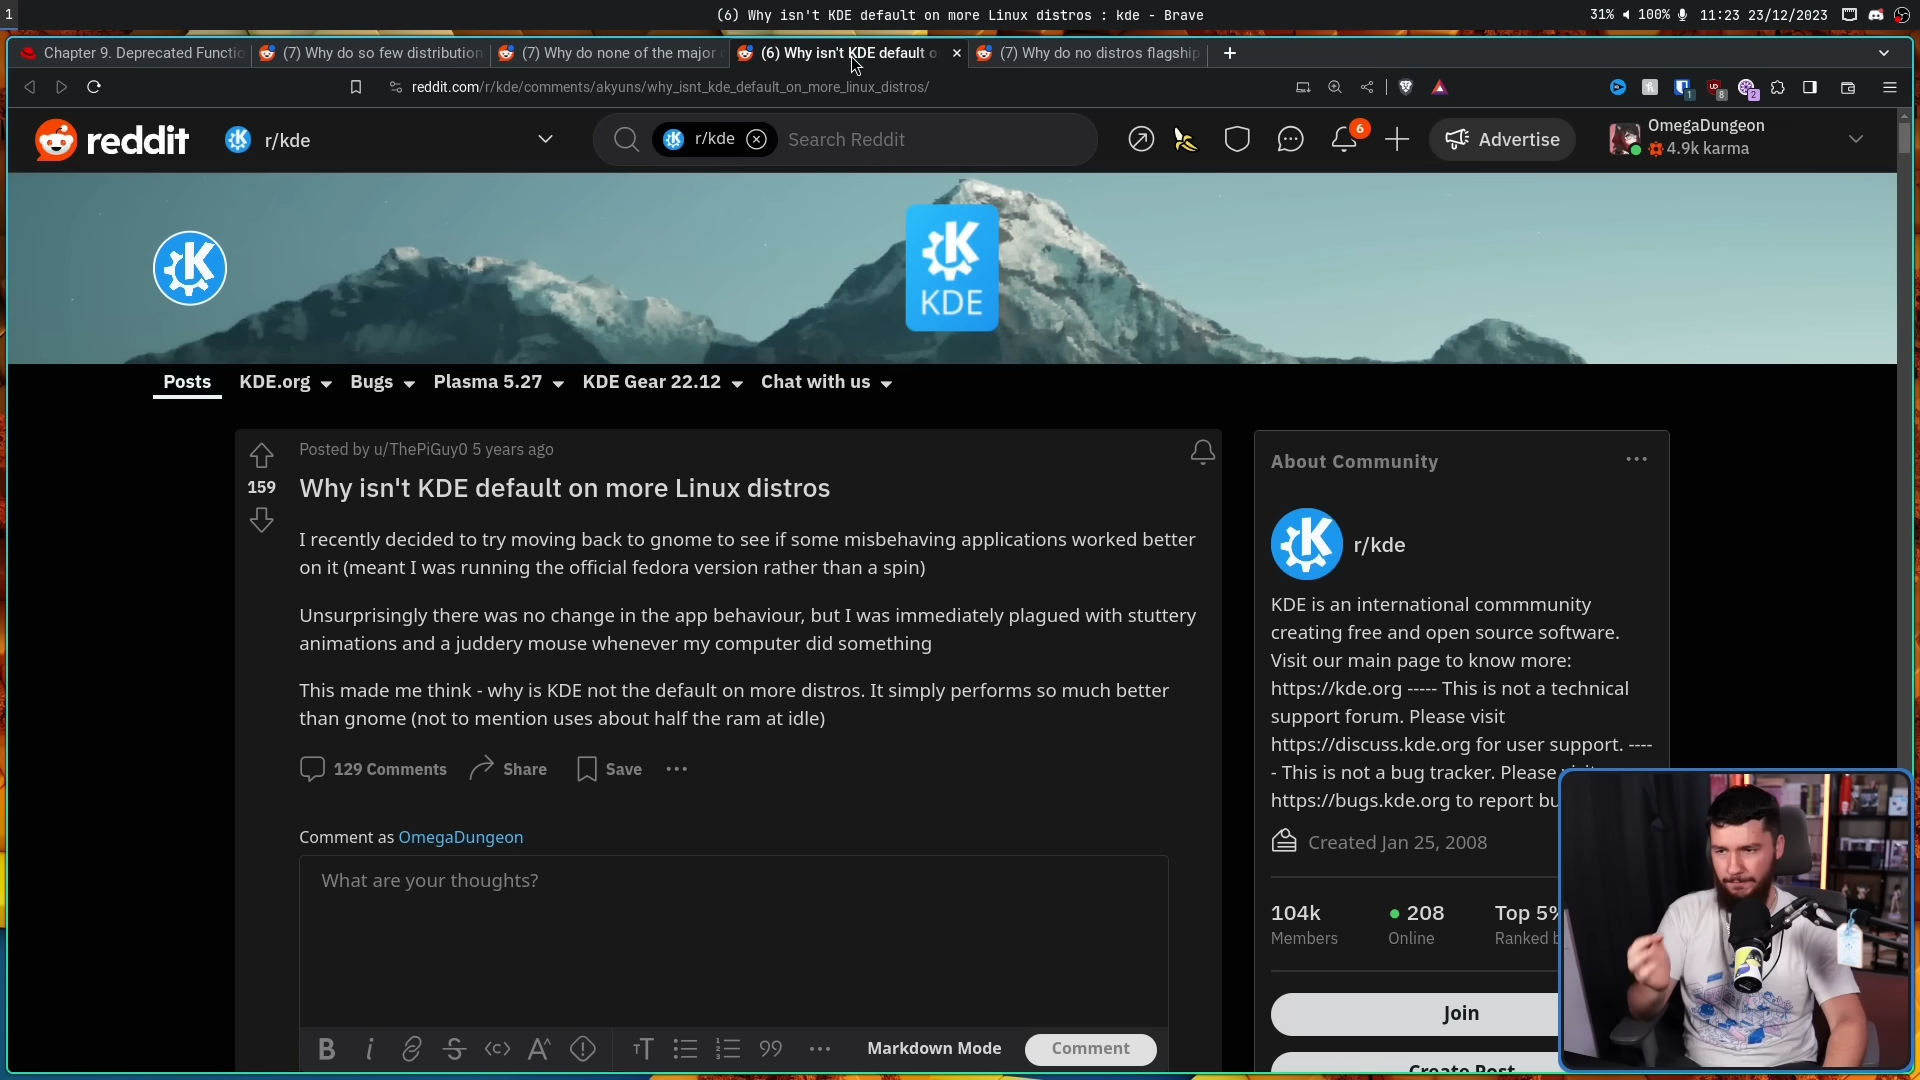 1
(6) Why isn't KDE default on more Linux distros : kde - Brave
31% 100% 11:23 23/12/2023
Chapter 9. Deprecated Functio
(7) Why do so few distribution
(7) Why do none of the major
(6) Why isn't KDE default o
(7) Why do no distros flagship
reddit.com/r/kde/comments/akyuns/why_isnt_kde_default_on_more_linux_distros/
1
8
2
reddit
r/kde
r/kde
Search Reddit
6
Advertise
OmegaDungeon
4.9k karma
KDE
Posts
KDE.org
Bugs
Plasma 5.27
KDE Gear 22.12
Chat with us
Posted by u/ThePiGuy0 5 years ago
159
Why isn't KDE default on more Linux distros
I recently decided to try moving back to gnome to see if some misbehaving applications worked better
on it (meant I was running the official fedora version rather than a spin)
Unsurprisingly there was no change in the app behaviour, but I was immediately plagued with stuttery
animations and a juddery mouse whenever my computer did something
This made me think - why is KDE not the default on more distros. It simply performs so much better
than gnome (not to mention uses about half the ram at idle)
129 Comments
Share
Save
Comment as OmegaDungeon
What are your thoughts?
Markdown Mode
Comment
About Community
r/kde
KDE is an international commmunity
creating free and open source software.
Visit our main page to know more:
https://kde.org ----- This is not a technical
support forum. Please visit
https://discuss.kde.org for user support. ----
- This is not a bug tracker. Please
https://bugs.kde.org to report bu
Created Jan 25, 2008
104k
Members
208
Online
Top 5%
Ranked b
Join
Create Post